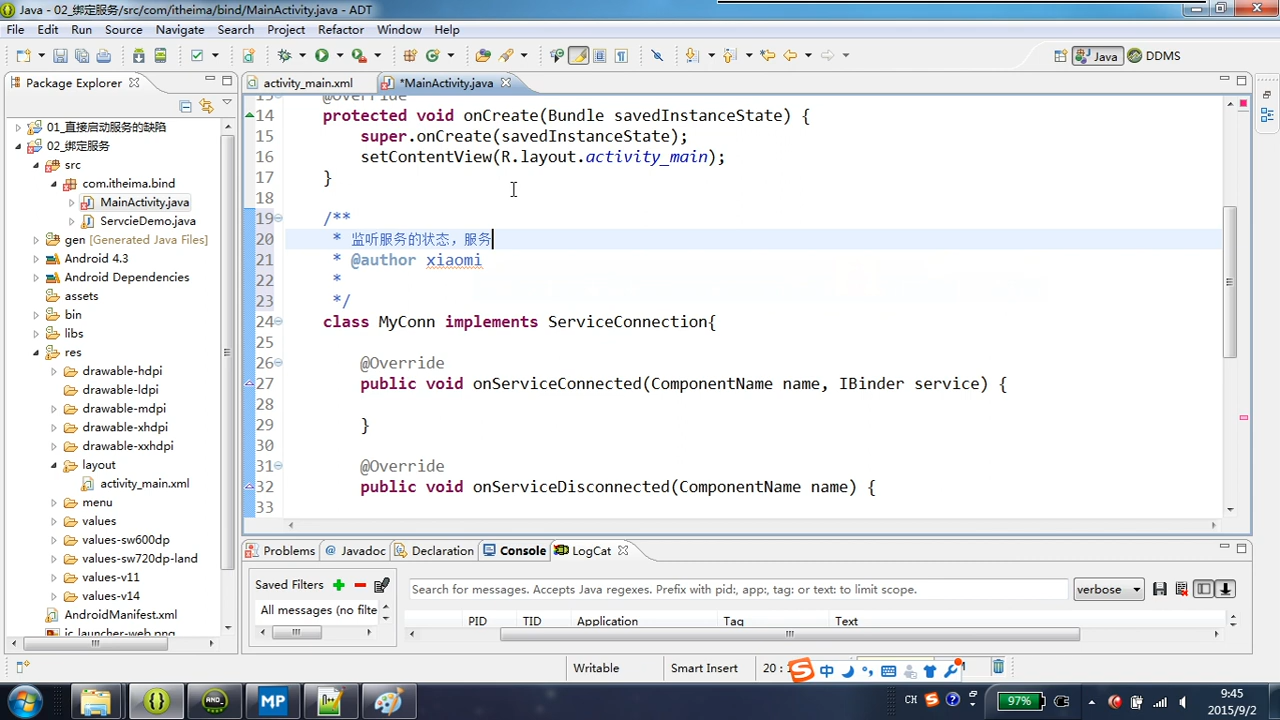 Java - 02_绑定服务/src/com/itheima/bind/MainActivity.java - ADT
File Edit Run Source Navigate Search Project Refactor Window Help
Java DDMS
Package Explorer
activity_main.xml *MainActivity.java
01_直接启动服务的缺陷
02_绑定服务
src
com.itheima.bind
MainActivity.java
ServcieDemo.java
gen [Generated Java Files]
Android 4.3
Android Dependencies
assets
bin
libs
res
drawable-hdpi
drawable-ldpi
drawable-mdpi
drawable-xhdpi
drawable-xxhdpi
layout
activity_main.xml
menu
values
values-sw600dp
values-sw720dp-land
values-v11
values-v14
AndroidManifest.xml
ic_launcher-web.png
@Override
14 protected void onCreate(Bundle savedInstanceState) {
15 super.onCreate(savedInstanceState);
16 setContentView(R.layout.activity_main);
17 }
18
19 /**
20 * 监听服务的状态，服务
21 * @author xiaomi
22 *
23 */
24 class MyConn implements ServiceConnection{
25
26 @Override
27 public void onServiceConnected(ComponentName name, IBinder service) {
28
29 }
30
31 @Override
32 public void onServiceDisconnected(ComponentName name) {
33
Problems @ Javadoc Declaration Console LogCat
Saved Filters
Search for messages. Accepts Java regexes. Prefix with pid:, app:, tag: or text: to limit scope.
verbose
All messages (no filte
PID TID Application Tag Text
Writable Smart Insert 20 :
中
CH
97%
9:45
2015/9/2